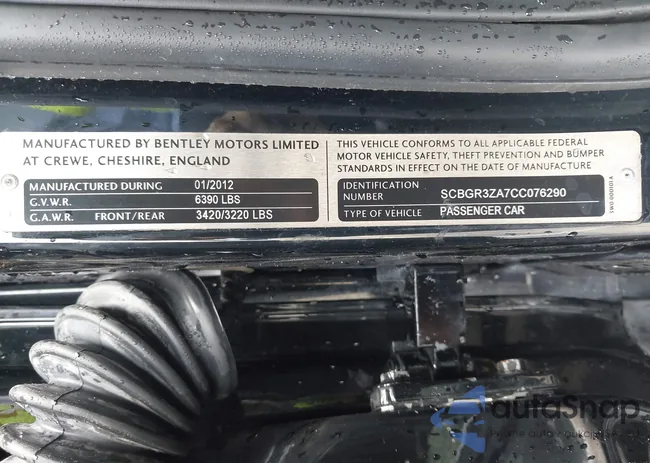 MANUFACTURED BY BENTLEY MOTORS LIMITED
AT CREWE, CHESHIRE, ENGLAND
MANUFACTURED DURING 01/2012
G.V.W.R. 6390 LBS
G.A.W.R. FRONT/REAR 3420/3220 LBS
THIS VEHICLE CONFORMS TO ALL APPLICABLE FEDERAL
MOTOR VEHICLE SAFETY, THEFT PREVENTION AND BUMPER
STANDARDS IN EFFECT ON THE DATE OF MANUFACTURE
IDENTIFICATION
NUMBER SCBGR3ZA7CC076290
TYPE OF VEHICLE PASSENGER CAR
3W0 000101A
autoSnap